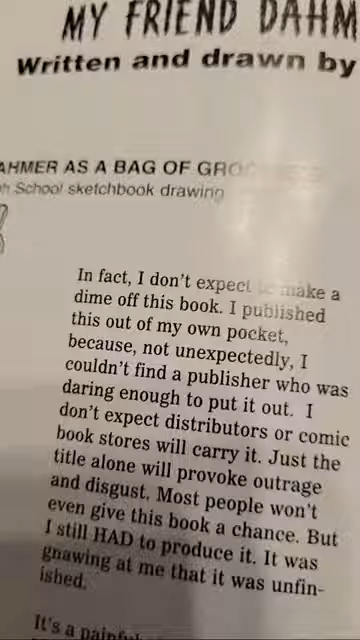 MY FRIEND DAHM
Written and drawn by
AHMER AS A BAG OF GRO
h School sketchbook drawing
In fact, I don't expect to make a
dime off this book. I published
this out of my own pocket,
because, not unexpectedly, I
couldn't find a publisher who was
daring enough to put it out. I
don't expect distributors or comic
book stores will carry it. Just the
title alone will provoke outrage
and disgust. Most people won't
even give this book a chance. But
I still HAD to produce it. It was
gnawing at me that it was unfin-
ished.
It's a painful